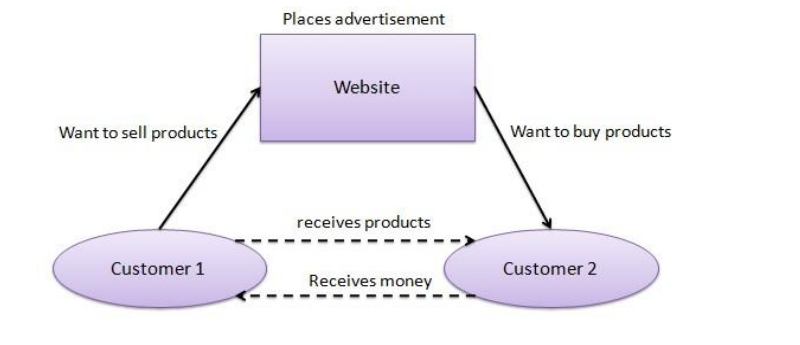 Places advertisement
Website
Want to sell products
Want to buy products
receives products
Customer 1
Customer 2
Receives money